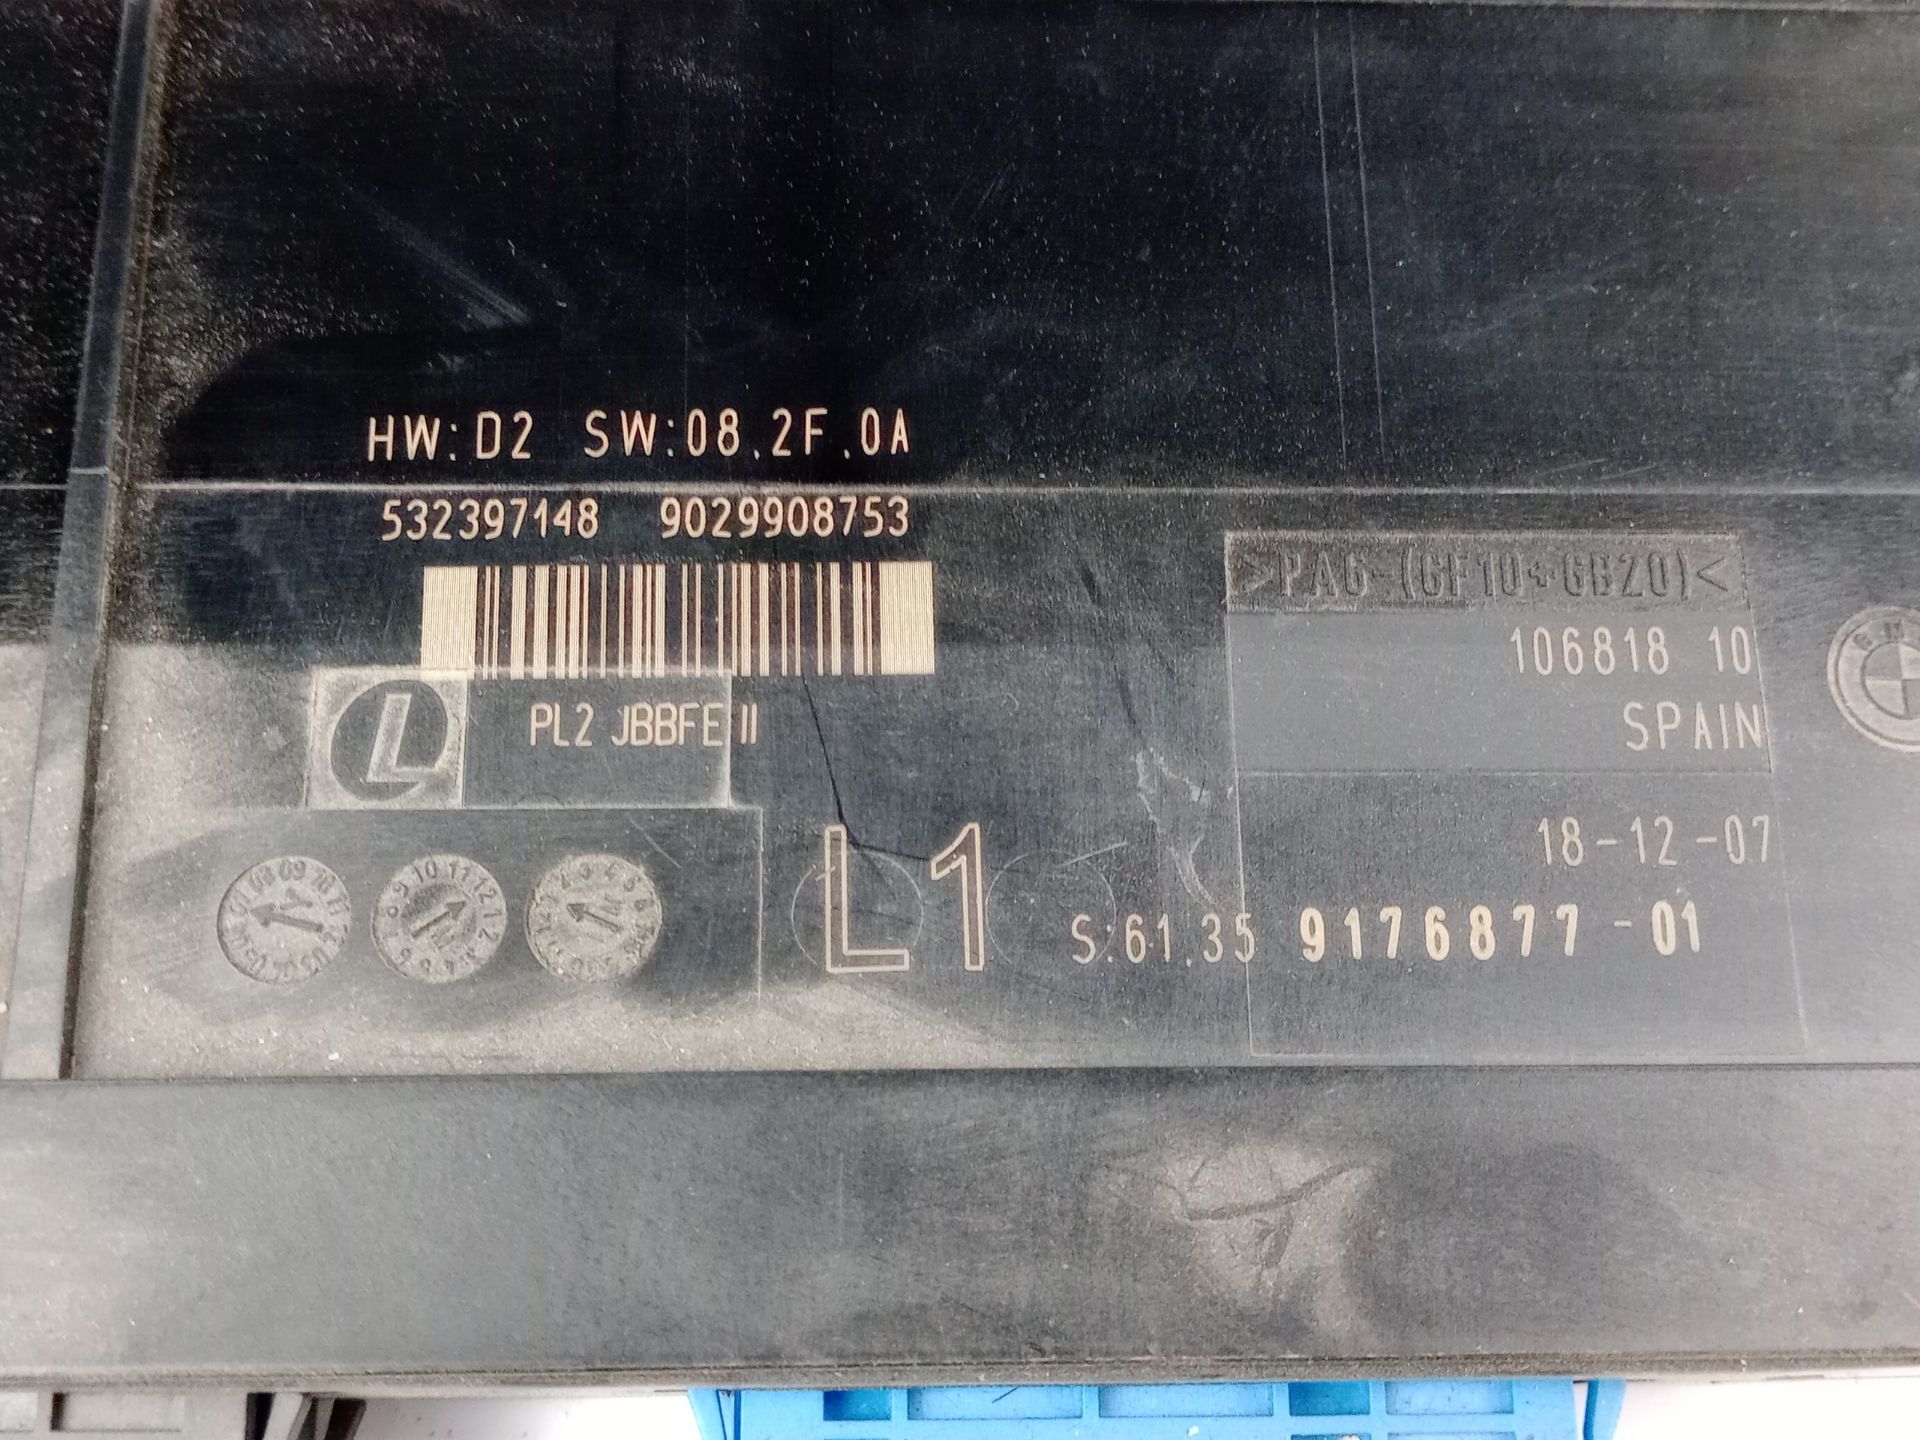 HW:D2 SW:08.2F.0A
532397148 9029908753
>PA6-(GF10+GB20)<
106818 10
SPAIN
L
PL2 JBBFE II
18-12-07
L1
S:61.35 9176877-01